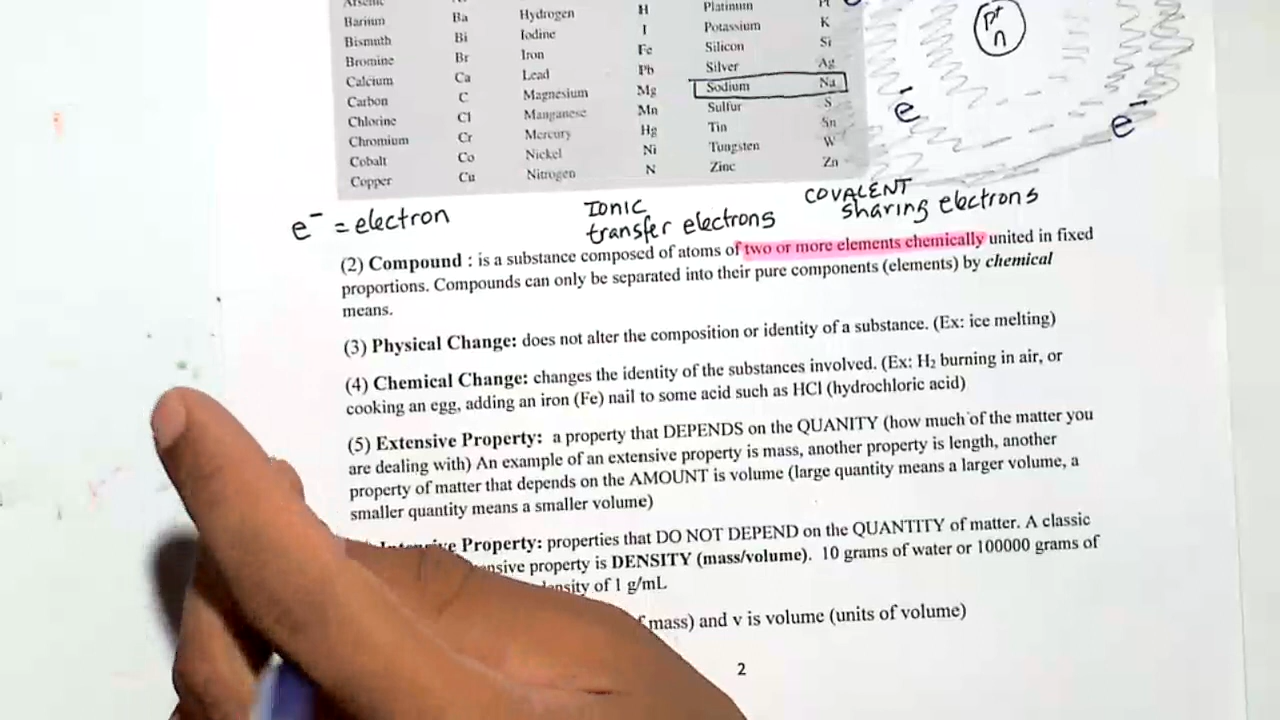 Platinum
Barium Ba Hydrogen H Potassium K
Bismuth Bi Iodine I Silicon Si
Bromine Br Iron Fe Silver Ag
Calcium Ca Lead Pb Sodium Na
Carbon C Magnesium Mg Sulfur S
Chlorine Cl Manganese Mn Tin Sn
Chromium Cr Mercury Hg Tungsten W
Cobalt Co Nickel Ni Zinc Zn
Copper Cu Nitrogen N
p+
n
e-
e-
e- = electron
IONIC
transfer electrons
COVALENT
sharing electrons
(2) Compound : is a substance composed of atoms of two or more elements chemically united in fixed
proportions. Compounds can only be separated into their pure components (elements) by chemical
means.
(3) Physical Change: does not alter the composition or identity of a substance. (Ex: ice melting)
(4) Chemical Change: changes the identity of the substances involved. (Ex: H₂ burning in air, or
cooking an egg, adding an iron (Fe) nail to some acid such as HCl (hydrochloric acid)
(5) Extensive Property: a property that DEPENDS on the QUANITY (how much of the matter you
are dealing with) An example of an extensive property is mass, another property is length, another
property of matter that depends on the AMOUNT is volume (large quantity means a larger volume, a
smaller quantity means a smaller volume)
Property: properties that DO NOT DEPEND on the QUANTITY of matter. A classic
property is DENSITY (mass/volume). 10 grams of water or 100000 grams of
of 1 g/mL
mass) and v is volume (units of volume)
2